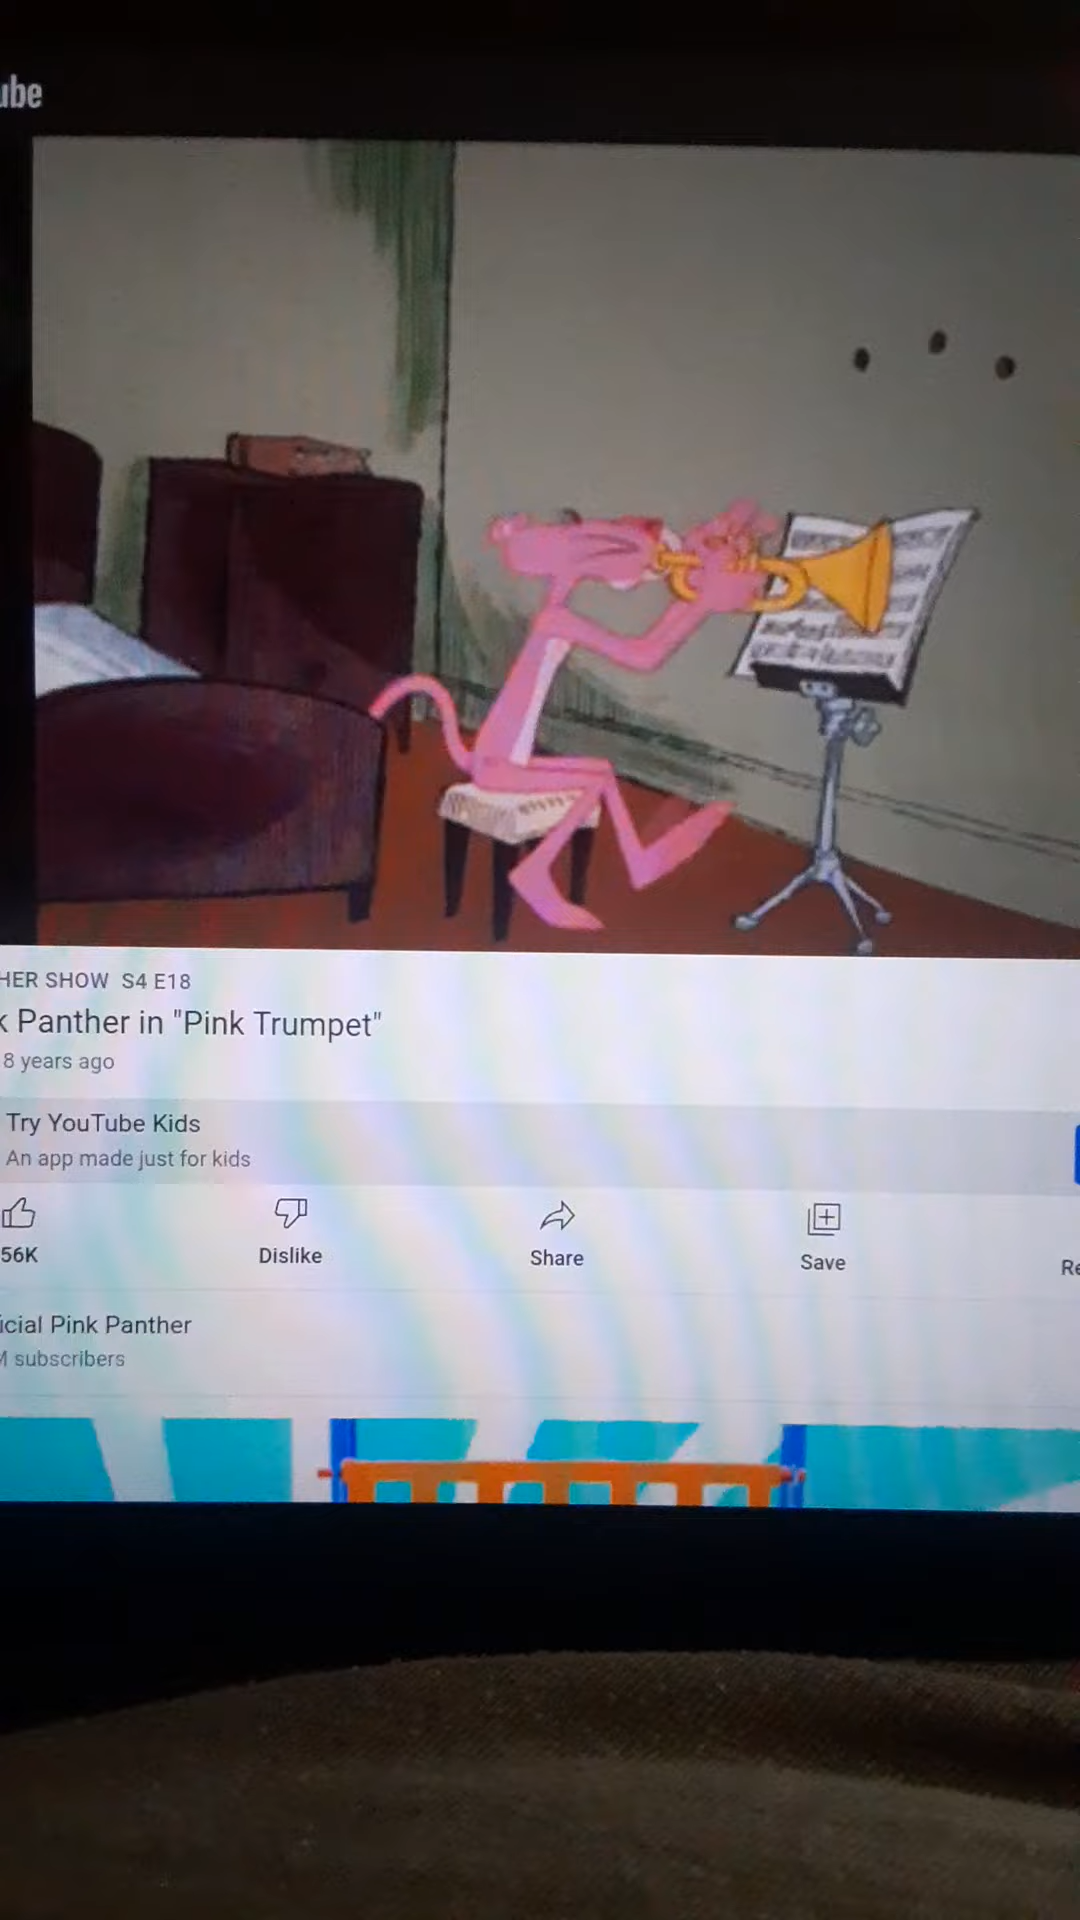 ube
HER SHOW S4 E18
k Panther in "Pink Trumpet"
8 years ago
Try YouTube Kids
An app made just for kids
56K
Dislike
Share
Save
Re
icial Pink Panther
M subscribers